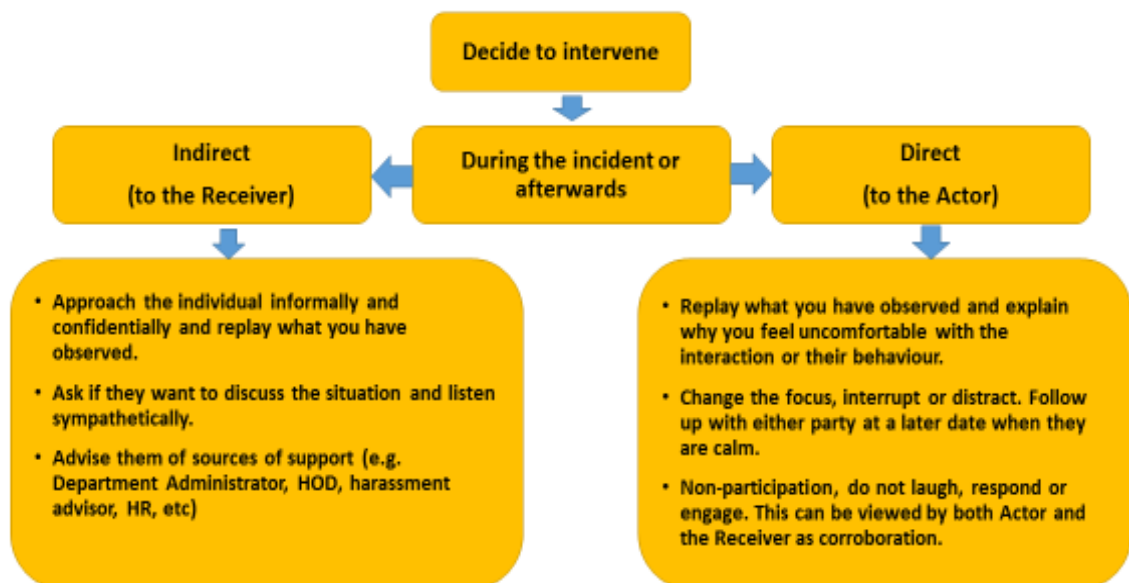 Decide to intervene
Indirect
(to the Receiver)
During the incident or
afterwards
Direct
(to the Actor)
• Approach the individual informally and
confidentially and replay what you have
observed.
• Ask if they want to discuss the situation and listen
sympathetically.
• Advise them of sources of support (e.g.
Department Administrator, HOD, harassment
advisor, HR, etc)
• Replay what you have observed and explain
why you feel uncomfortable with the
interaction or their behaviour.
• Change the focus, interrupt or distract. Follow
up with either party at a later date when they
are calm.
• Non-participation, do not laugh, respond or
engage. This can be viewed by both Actor and
the Receiver as corroboration.